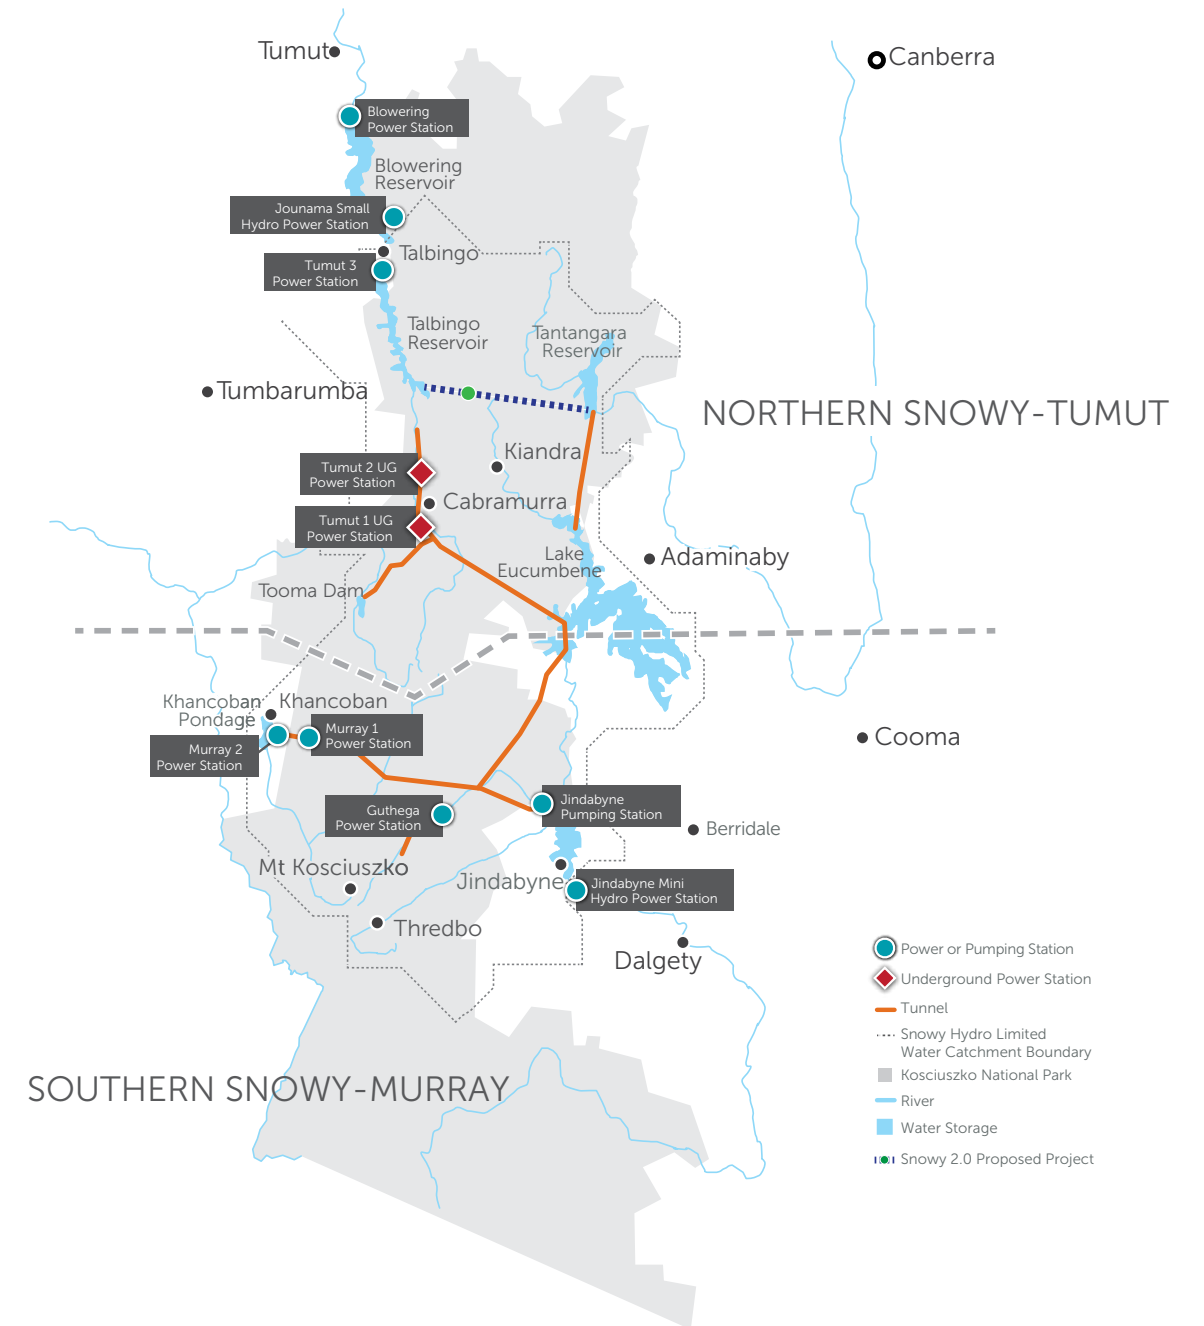 Tumut
Canberra
Blowering
Power Station
Blowering
Reservoir
Jounama Small
Hydro Power Station
Talbingo
Tumut 3
Power Station
Talbingo
Reservoir
Tantangara
Reservoir
Tumbarumba
NORTHERN SNOWY-TUMUT
Kiandra
Tumut 2 UG
Power Station
Cabramurra
Tumut 1 UG
Power Station
Lake
Eucumbene
Adaminaby
Tooma Dam
Khancoban
Pondage
Khancoban
Murray 1
Power Station
Murray 2
Power Station
Cooma
Guthega
Power Station
Jindabyne
Pumping Station
Berridale
Mt Kosciuszko
Jindabyne
Jindabyne Mini
Hydro Power Station
Thredbo
Dalgety
SOUTHERN SNOWY-MURRAY
Power or Pumping Station
Underground Power Station
Tunnel
Snowy Hydro Limited
Water Catchment Boundary
Kosciuszko National Park
River
Water Storage
Snowy 2.0 Proposed Project